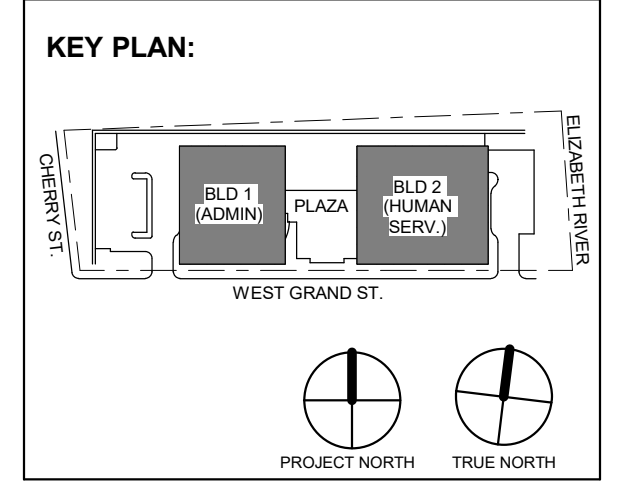 KEY PLAN:
CHERRY ST.
BLD 1
(ADMIN)
PLAZA
BLD 2
(HUMAN
SERV.)
ELIZABETH RIVER
WEST GRAND ST.
PROJECT NORTH
TRUE NORTH